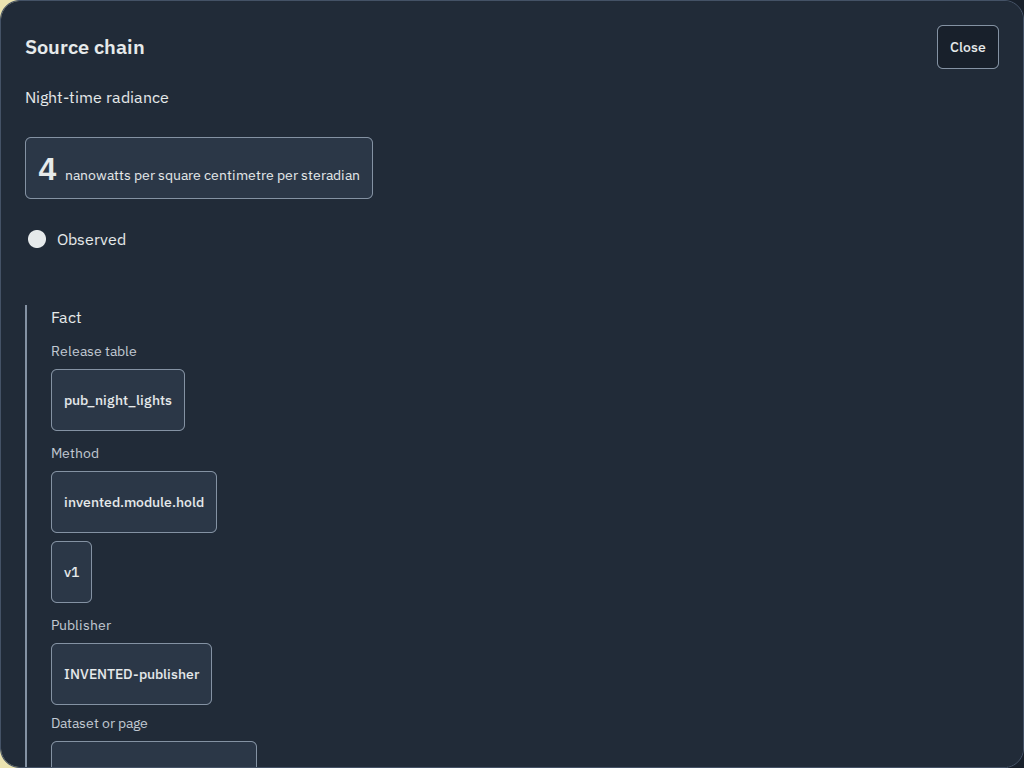 Source chain
Close
Night-time radiance
4 nanowatts per square centimetre per steradian
Observed
Fact
Release table
pub_night_lights
Method
invented.module.hold
v1
Publisher
INVENTED-publisher
Dataset or page